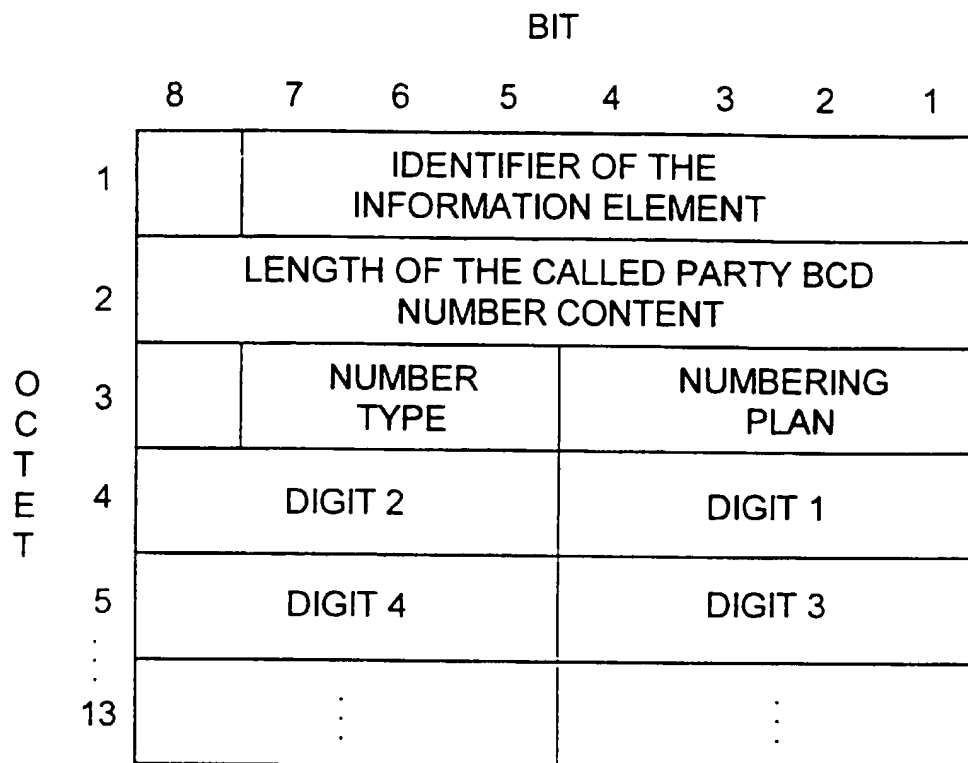 BIT
8 7 6 5 4 3 2 1
1 IDENTIFIER OF THE
INFORMATION ELEMENT
2 LENGTH OF THE CALLED PARTY BCD
NUMBER CONTENT
3 NUMBER NUMBERING
TYPE PLAN
4 DIGIT 2 DIGIT 1
5 DIGIT 4 DIGIT 3
13
OCTET